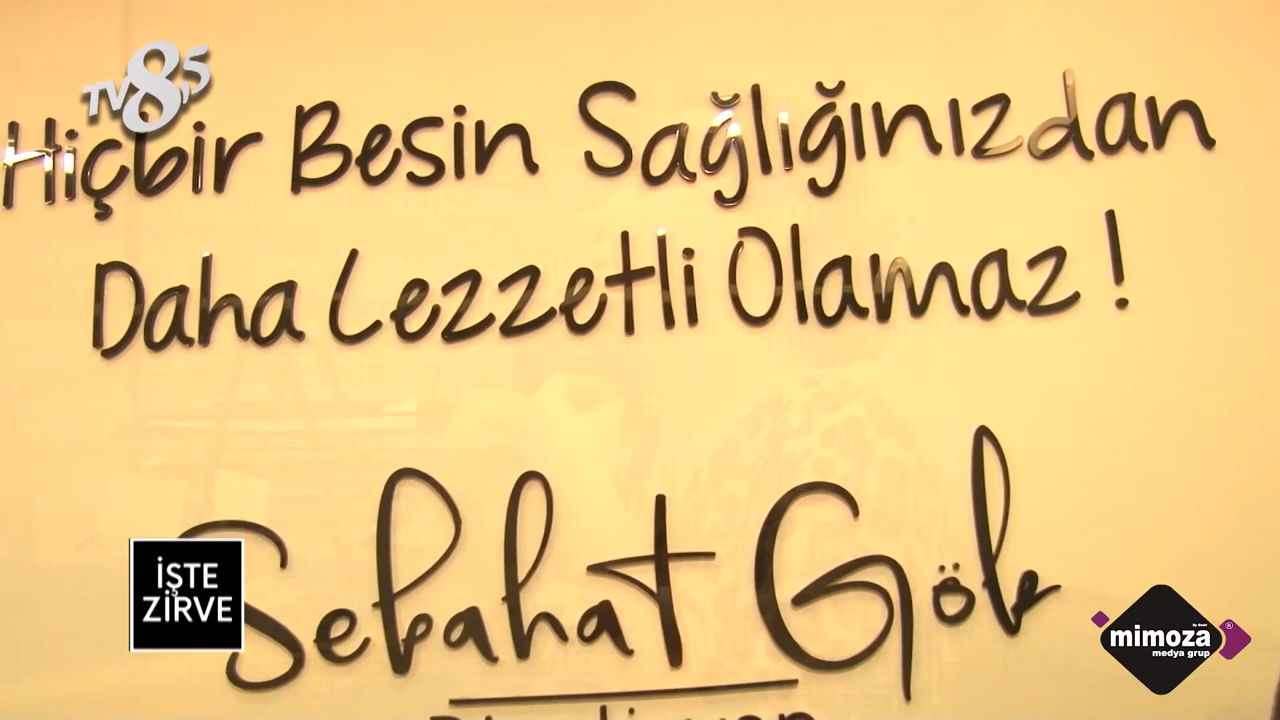 TV8,5
Hiçbir Besin Sağlığınızdan
Daha Lezzetli Olamaz !
Sebahat Gök
İŞTE
ZİRVE
mimoza
medya grup